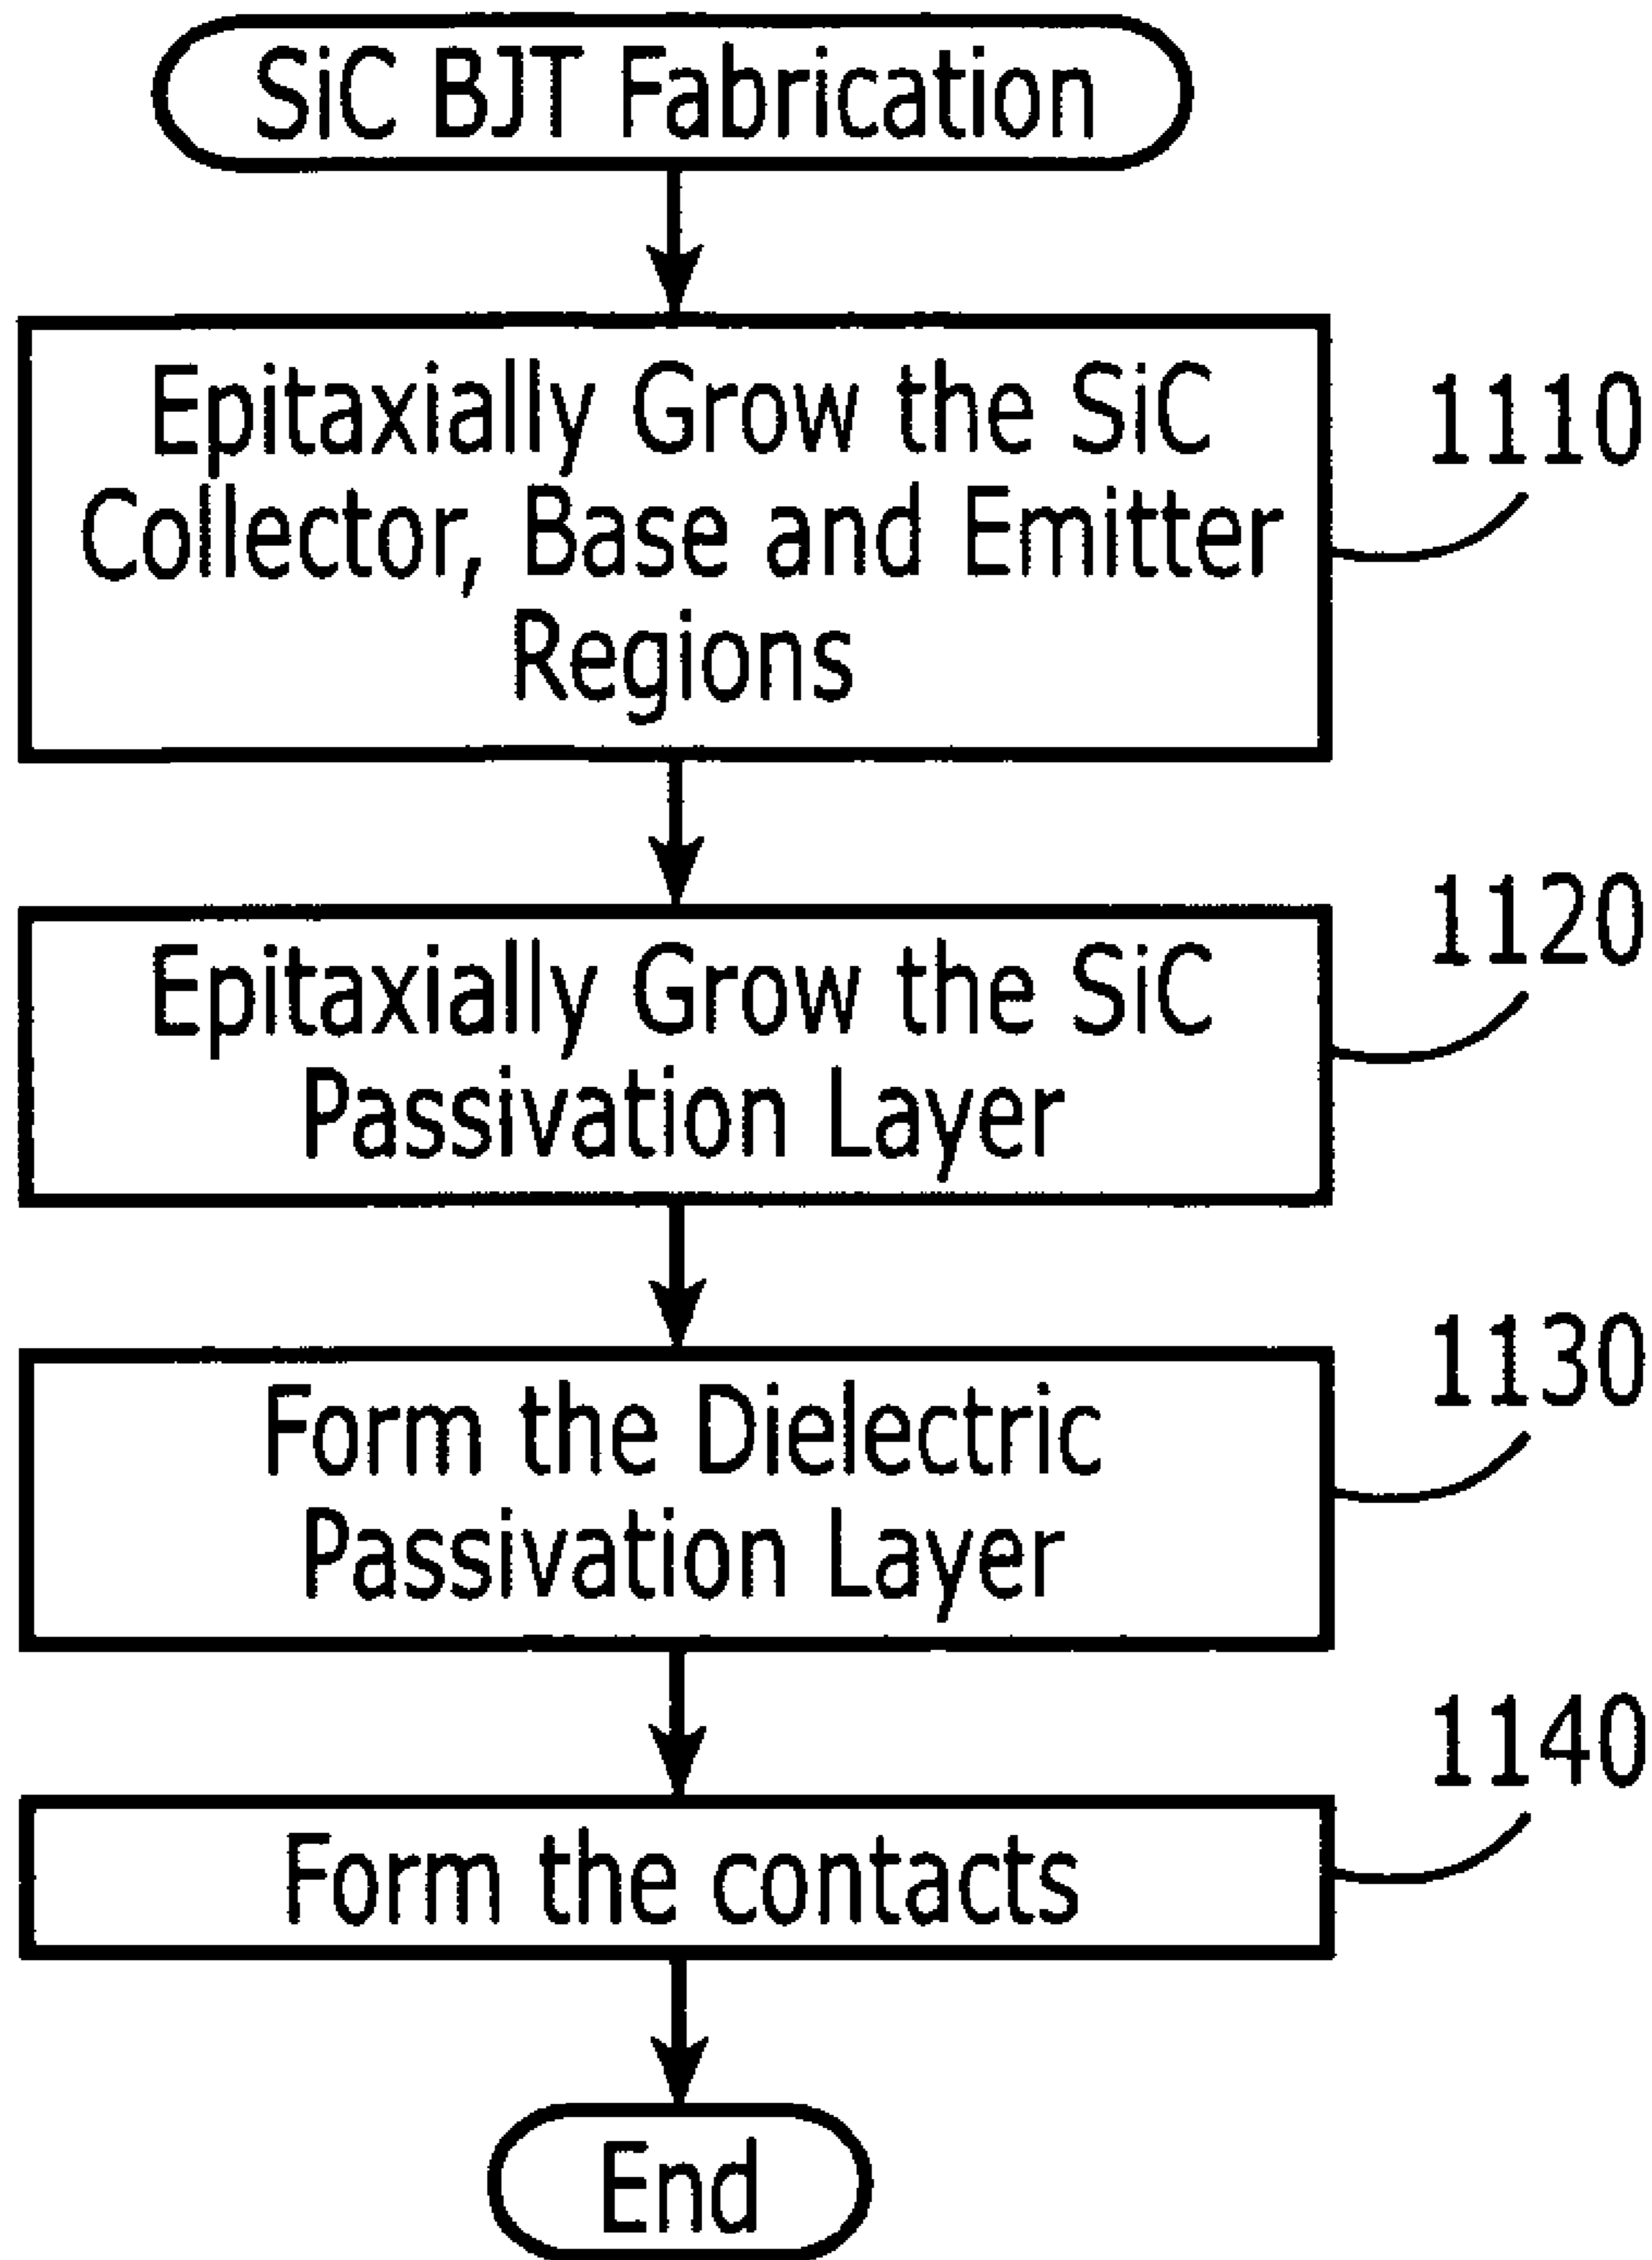 SiC BJT Fabrication
Epitaxially Grow the SiC
Collector, Base and Emitter
Regions
1110
Epitaxially Grow the SiC
Passivation Layer
1120
Form the Dielectric
Passivation Layer
1130
Form the contacts
1140
End